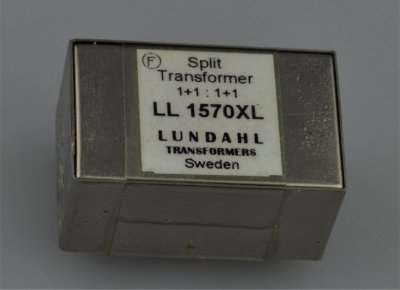 F Split
Transformer
1+1 : 1+1
LL 1570XL
LUNDAHL
TRANSFORMERS
Sweden